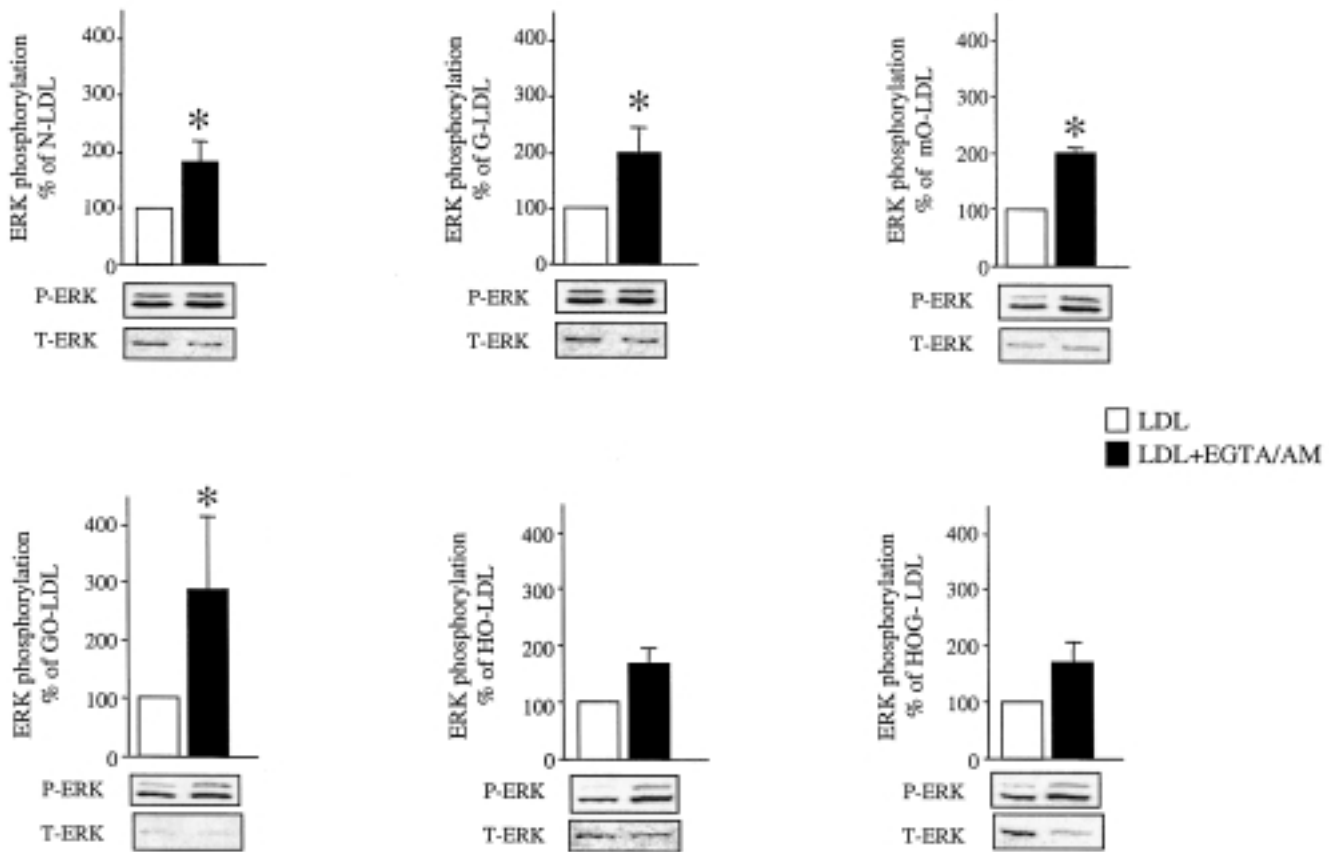 ERK phosphorylation
% of N-LDL
400
300
200
100
0
*
P-ERK
T-ERK
ERK phosphorylation
% of G-LDL
400
300
200
100
0
*
P-ERK
T-ERK
ERK phosphorylation
% of mO-LDL
400
300
200
100
0
*
P-ERK
T-ERK
LDL
LDL+EGTA/AM
ERK phosphorylation
% of GO-LDL
400
300
200
100
0
*
P-ERK
T-ERK
ERK phosphorylation
% of HO-LDL
400
300
200
100
0
P-ERK
T-ERK
ERK phosphorylation
% of HOG- LDL
400
300
200
100
0
P-ERK
T-ERK